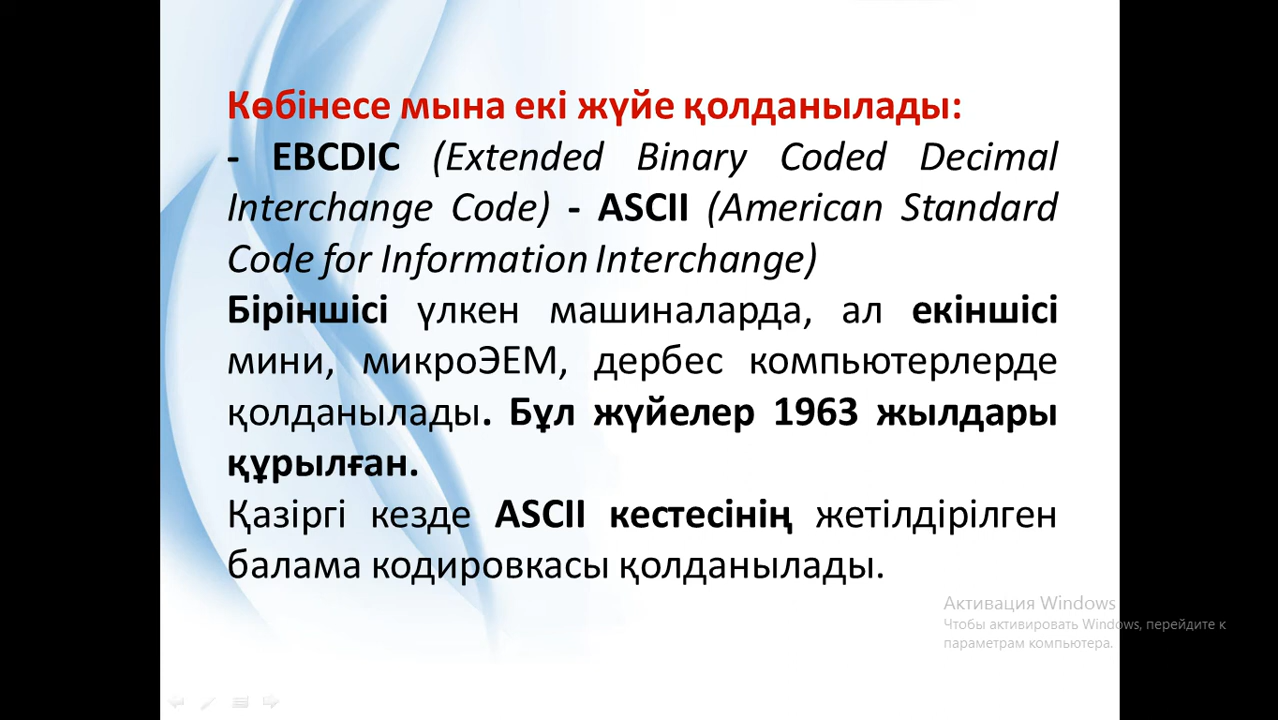 Көбінесе мына екі жүйе қолданылады:
- EBCDIC (Extended Binary Coded Decimal
Interchange Code) - ASCII (American Standard
Code for Information Interchange)
Біріншісі үлкен машиналарда, ал екіншісі
мини, микроЭЕМ, дербес компьютерлерде
қолданылады. Бұл жүйелер 1963 жылдары
құрылған.
Қазіргі кезде ASCII кестесінің жетілдірілген
балама кодировкасы қолданылады.
Активация Windows
Чтобы активировать Windows, перейдите к
параметрам компьютера.